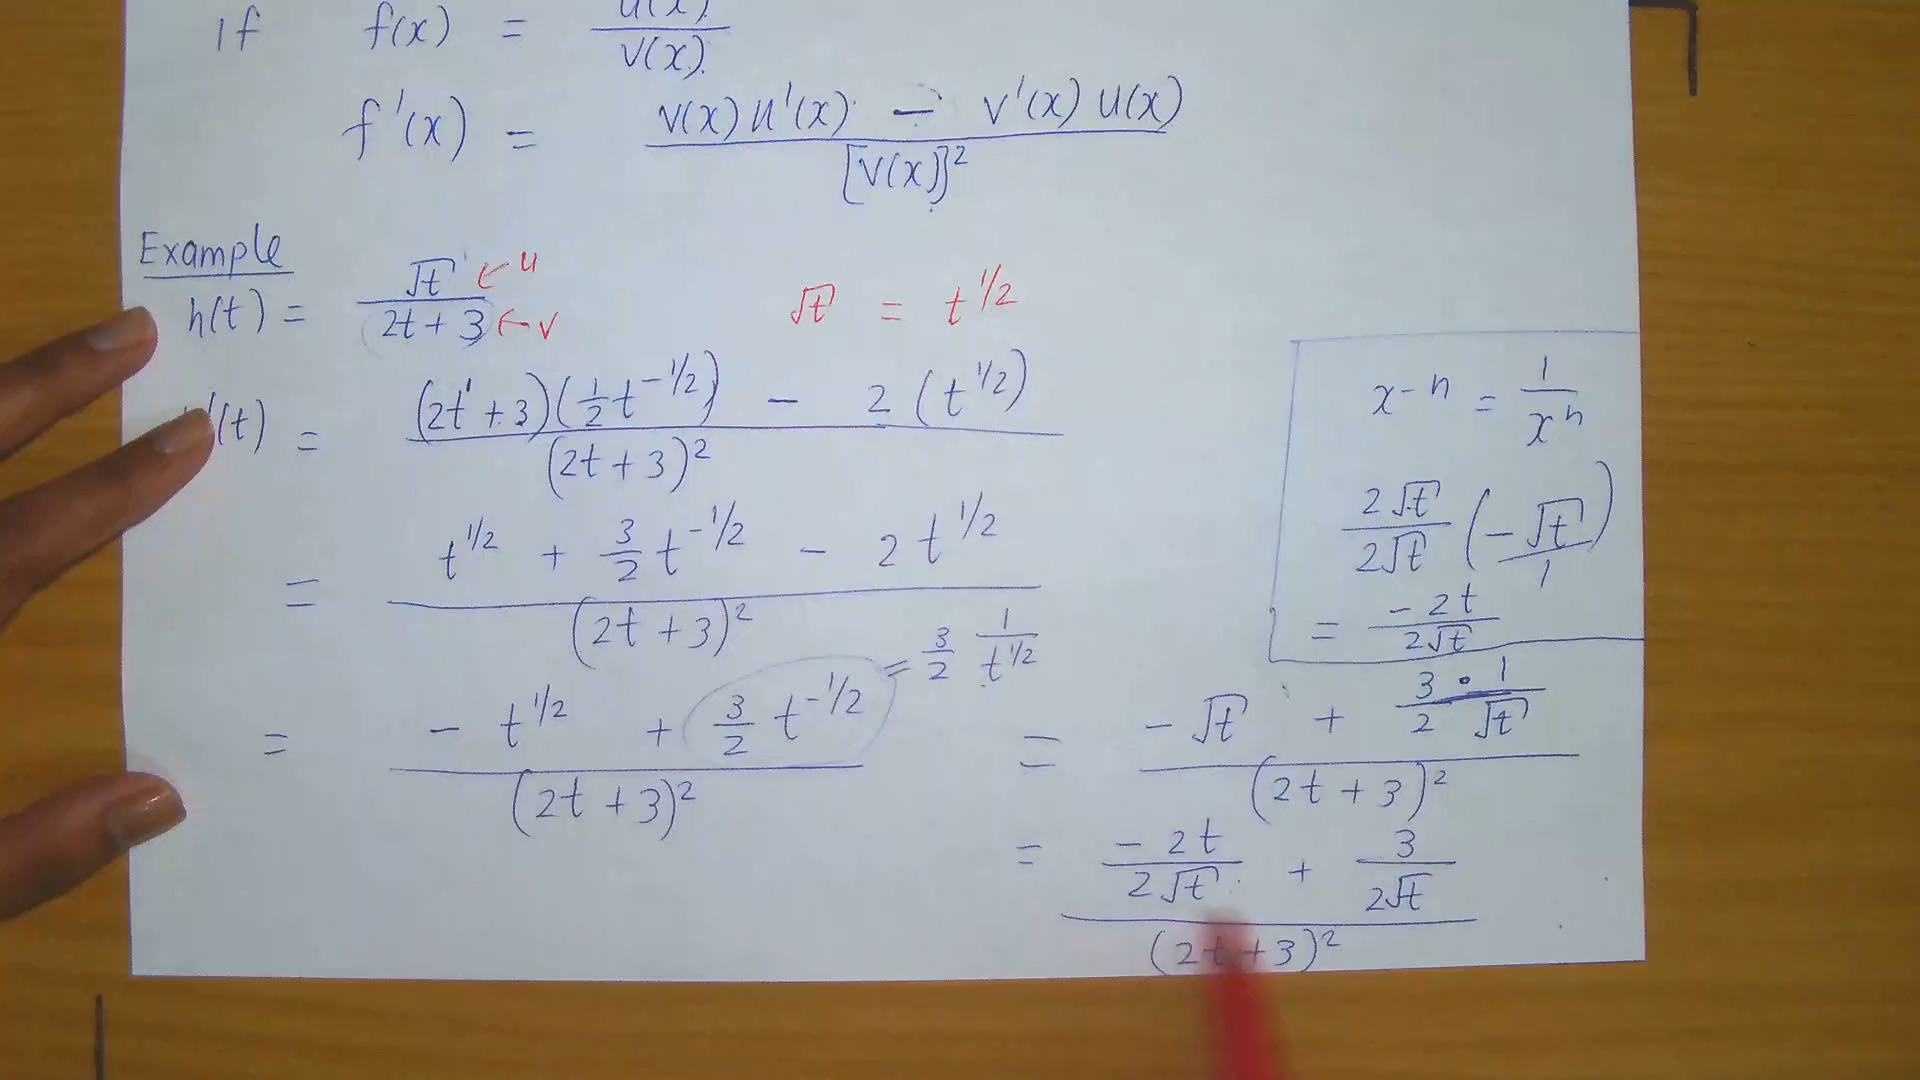 If f(x) = u(x) / v(x)
f'(x) = v(x) u'(x) - v'(x) u(x) / [v(x)]²
Example
h(t) = √t ← u / 2t + 3 ← v
√t = t^1/2
'(t) = (2t¹ + 3)(1/2 t^-1/2) - 2 (t^1/2) / (2t + 3)²
= t^1/2 + 3/2 t^-1/2 - 2 t^1/2 / (2t + 3)²
= - t^1/2 + 3/2 t^-1/2 / (2t + 3)²
= 3/2 1/t^1/2
x^-n = 1/x^n
2√t / 2√t (-√t / 1)
= -2t / 2√t
= -√t + 3/2 · 1/√t / (2t + 3)²
= -2t / 2√t + 3 / 2√t / (2t + 3)²